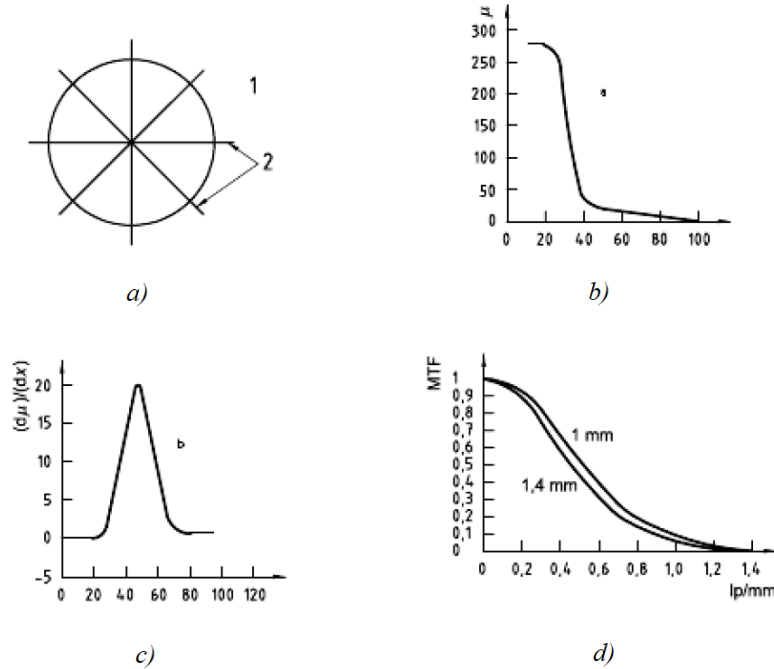 1
2
a)
μ
300
250
200
150
100
50
0
a
0 20 40 60 80 100
b)
(dμ)/(dx)
20
15
10
5
0
–5
b
0 20 40 60 80 100 120
c)
MTF
1
0,9
0,8
0,7
0,6
0,5
0,4
0,3
0,2
0,1
0
1 mm
1,4 mm
0 0,2 0,4 0,6 0,8 1,0 1,2 1,4
lp/mm
d)